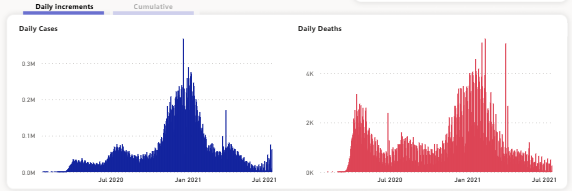 Daily increments Cumulative
Daily Cases Daily Deaths
0.3M 4K
0.2M
0.1M 2K
0.0M 0K
Jul 2020 Jan 2021 Jul 2021 Jul 2020 Jan 2021 Jul 2021